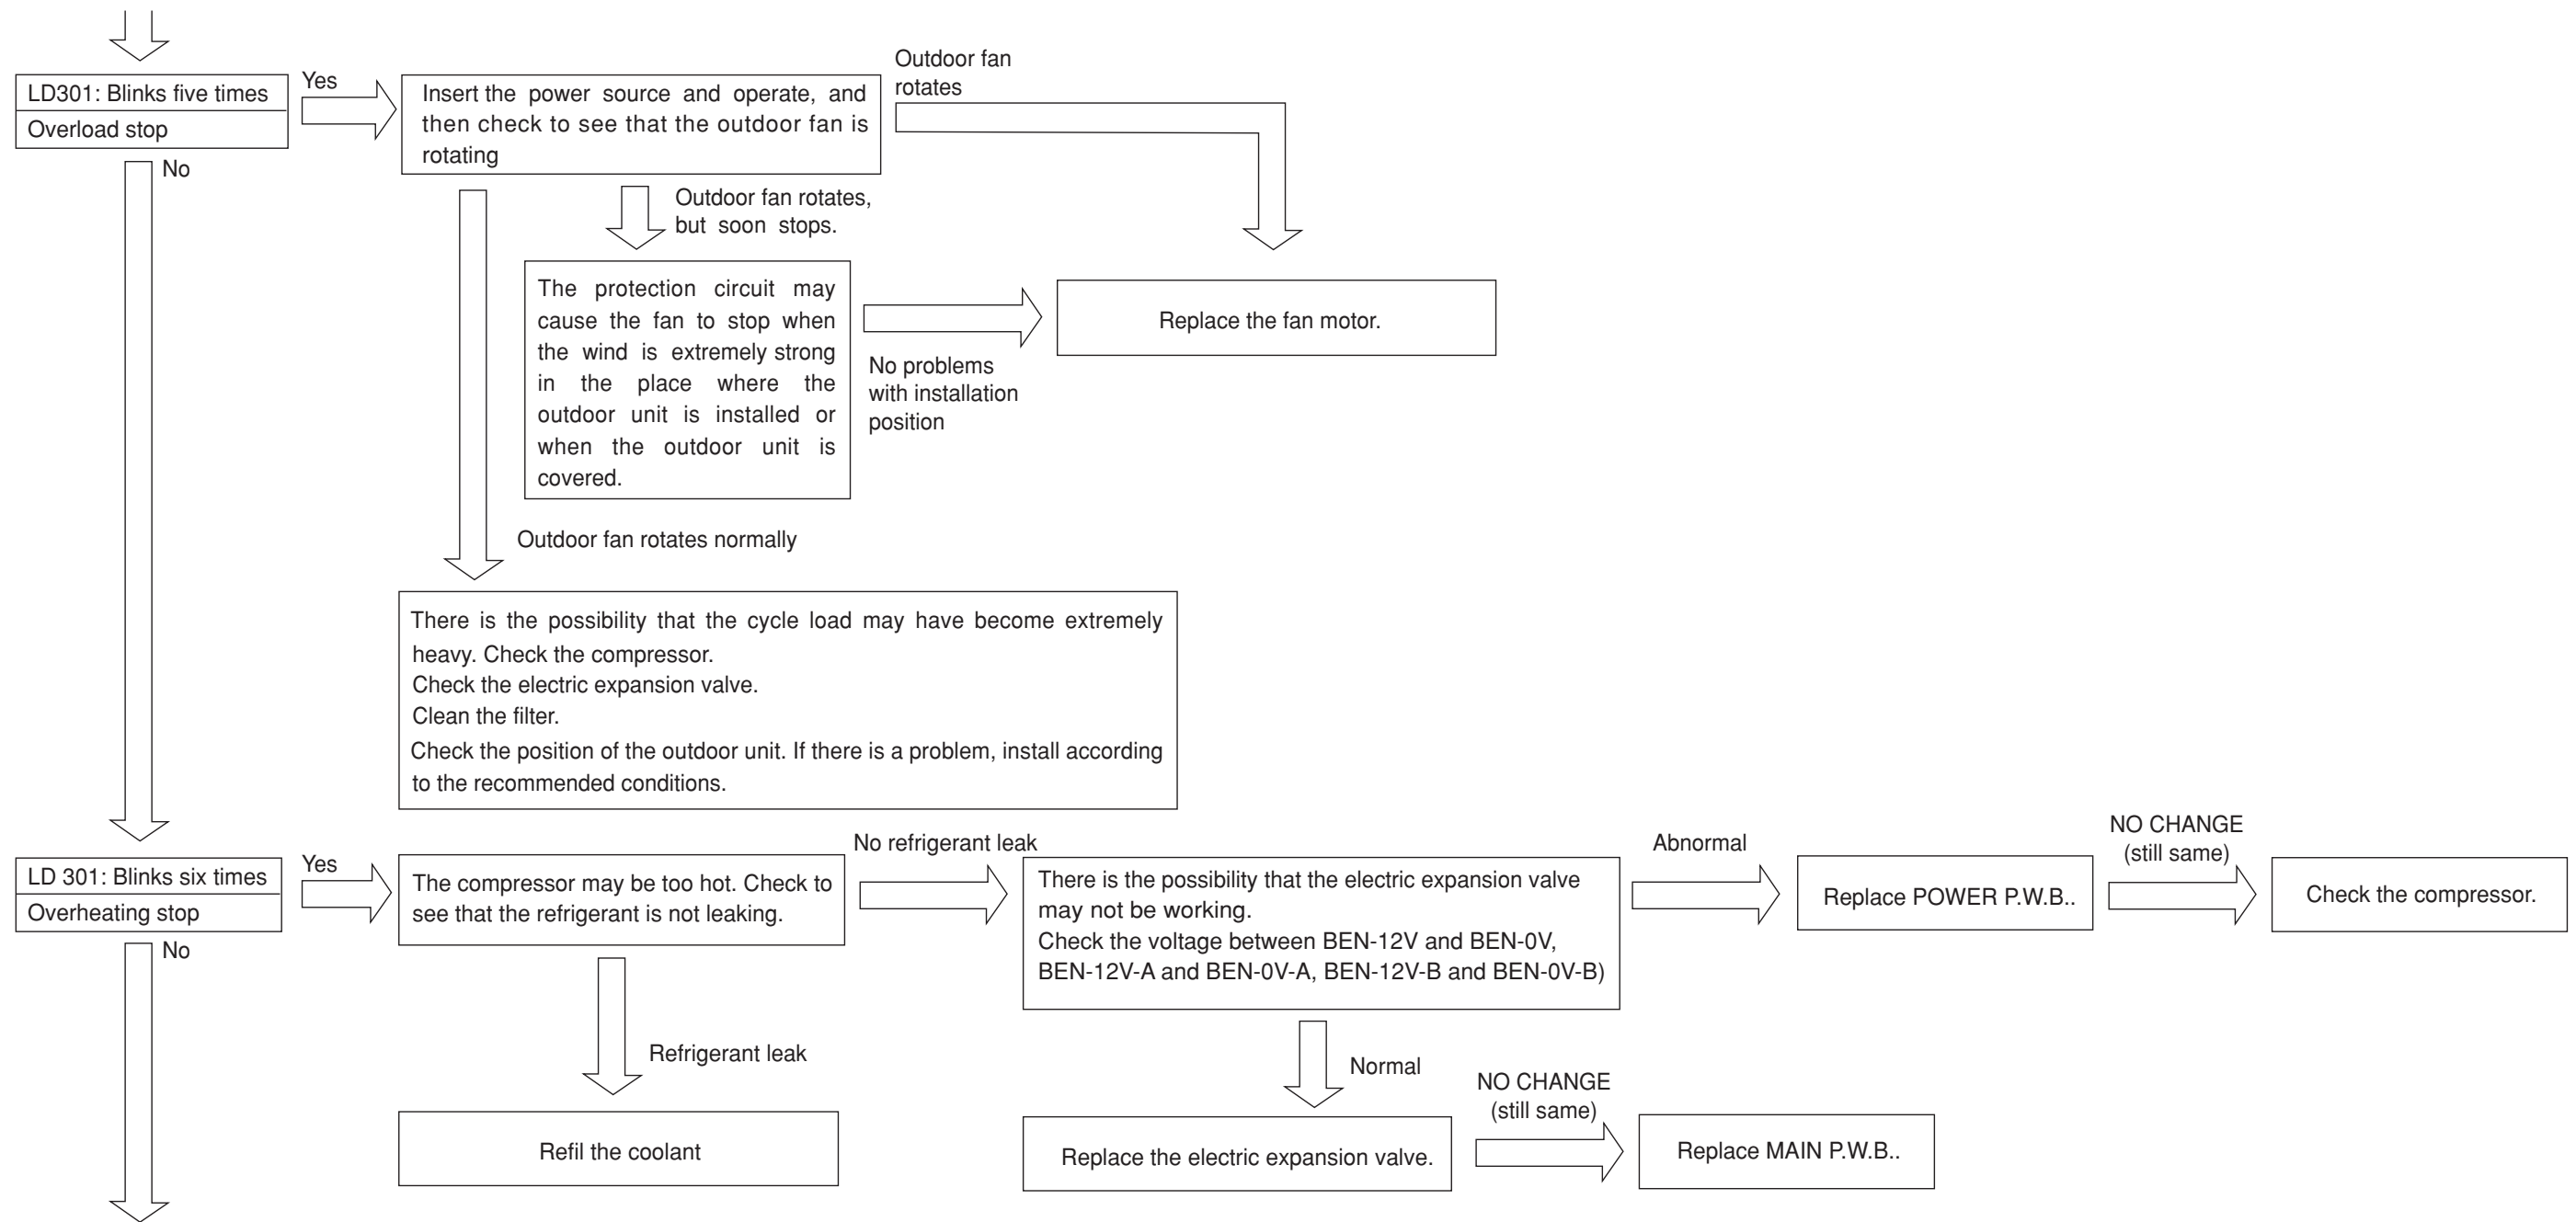 LD301: Blinks five times
Overload stop
Yes
No
Insert the power source and operate, and
then check to see that the outdoor fan is
rotating
Outdoor fan
rotates
Outdoor fan rotates,
but soon stops.
The protection circuit may
cause the fan to stop when
the wind is extremely strong
in the place where the
outdoor unit is installed or
when the outdoor unit is
covered.
No problems
with installation
position
Replace the fan motor.
Outdoor fan rotates normally
There is the possibility that the cycle load may have become extremely
heavy. Check the compressor.
Check the electric expansion valve.
Clean the filter.
Check the position of the outdoor unit. If there is a problem, install according
to the recommended conditions.
LD 301: Blinks six times
Overheating stop
Yes
No
The compressor may be too hot. Check to
see that the refrigerant is not leaking.
No refrigerant leak
There is the possibility that the electric expansion valve
may not be working.
Check the voltage between BEN-12V and BEN-0V,
BEN-12V-A and BEN-0V-A, BEN-12V-B and BEN-0V-B)
Abnormal
Replace POWER P.W.B..
NO CHANGE
(still same)
Check the compressor.
Refrigerant leak
Refil the coolant
Normal
Replace the electric expansion valve.
NO CHANGE
(still same)
Replace MAIN P.W.B..